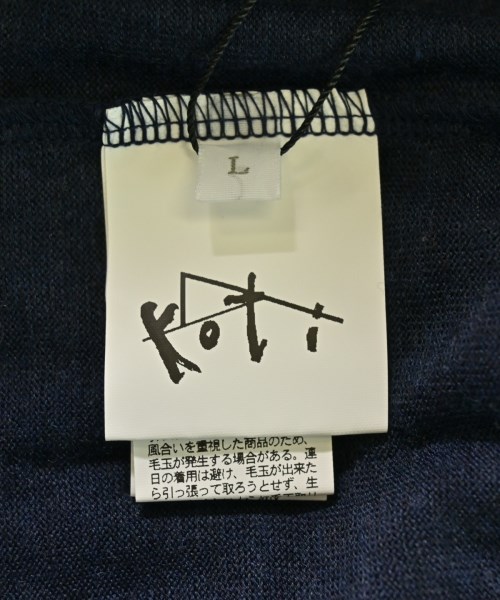 L
Koti
風合いを重視した商品のため、
毛玉が発生する場合がある。連
日の着用は避け、毛玉が出来た
ら引っ張って取ろうとせず、生